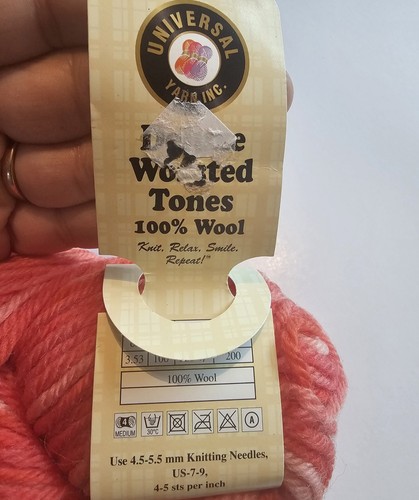 UNIVERSAL
YARN INC.
Tones
100% Wool
Knit. Relax. Smile.
Repeat!™
3.53 100 200
100% Wool
4 30°C A
MEDIUM
Use 4.5-5.5 mm Knitting Needles,
US-7-9,
4-5 sts per inch